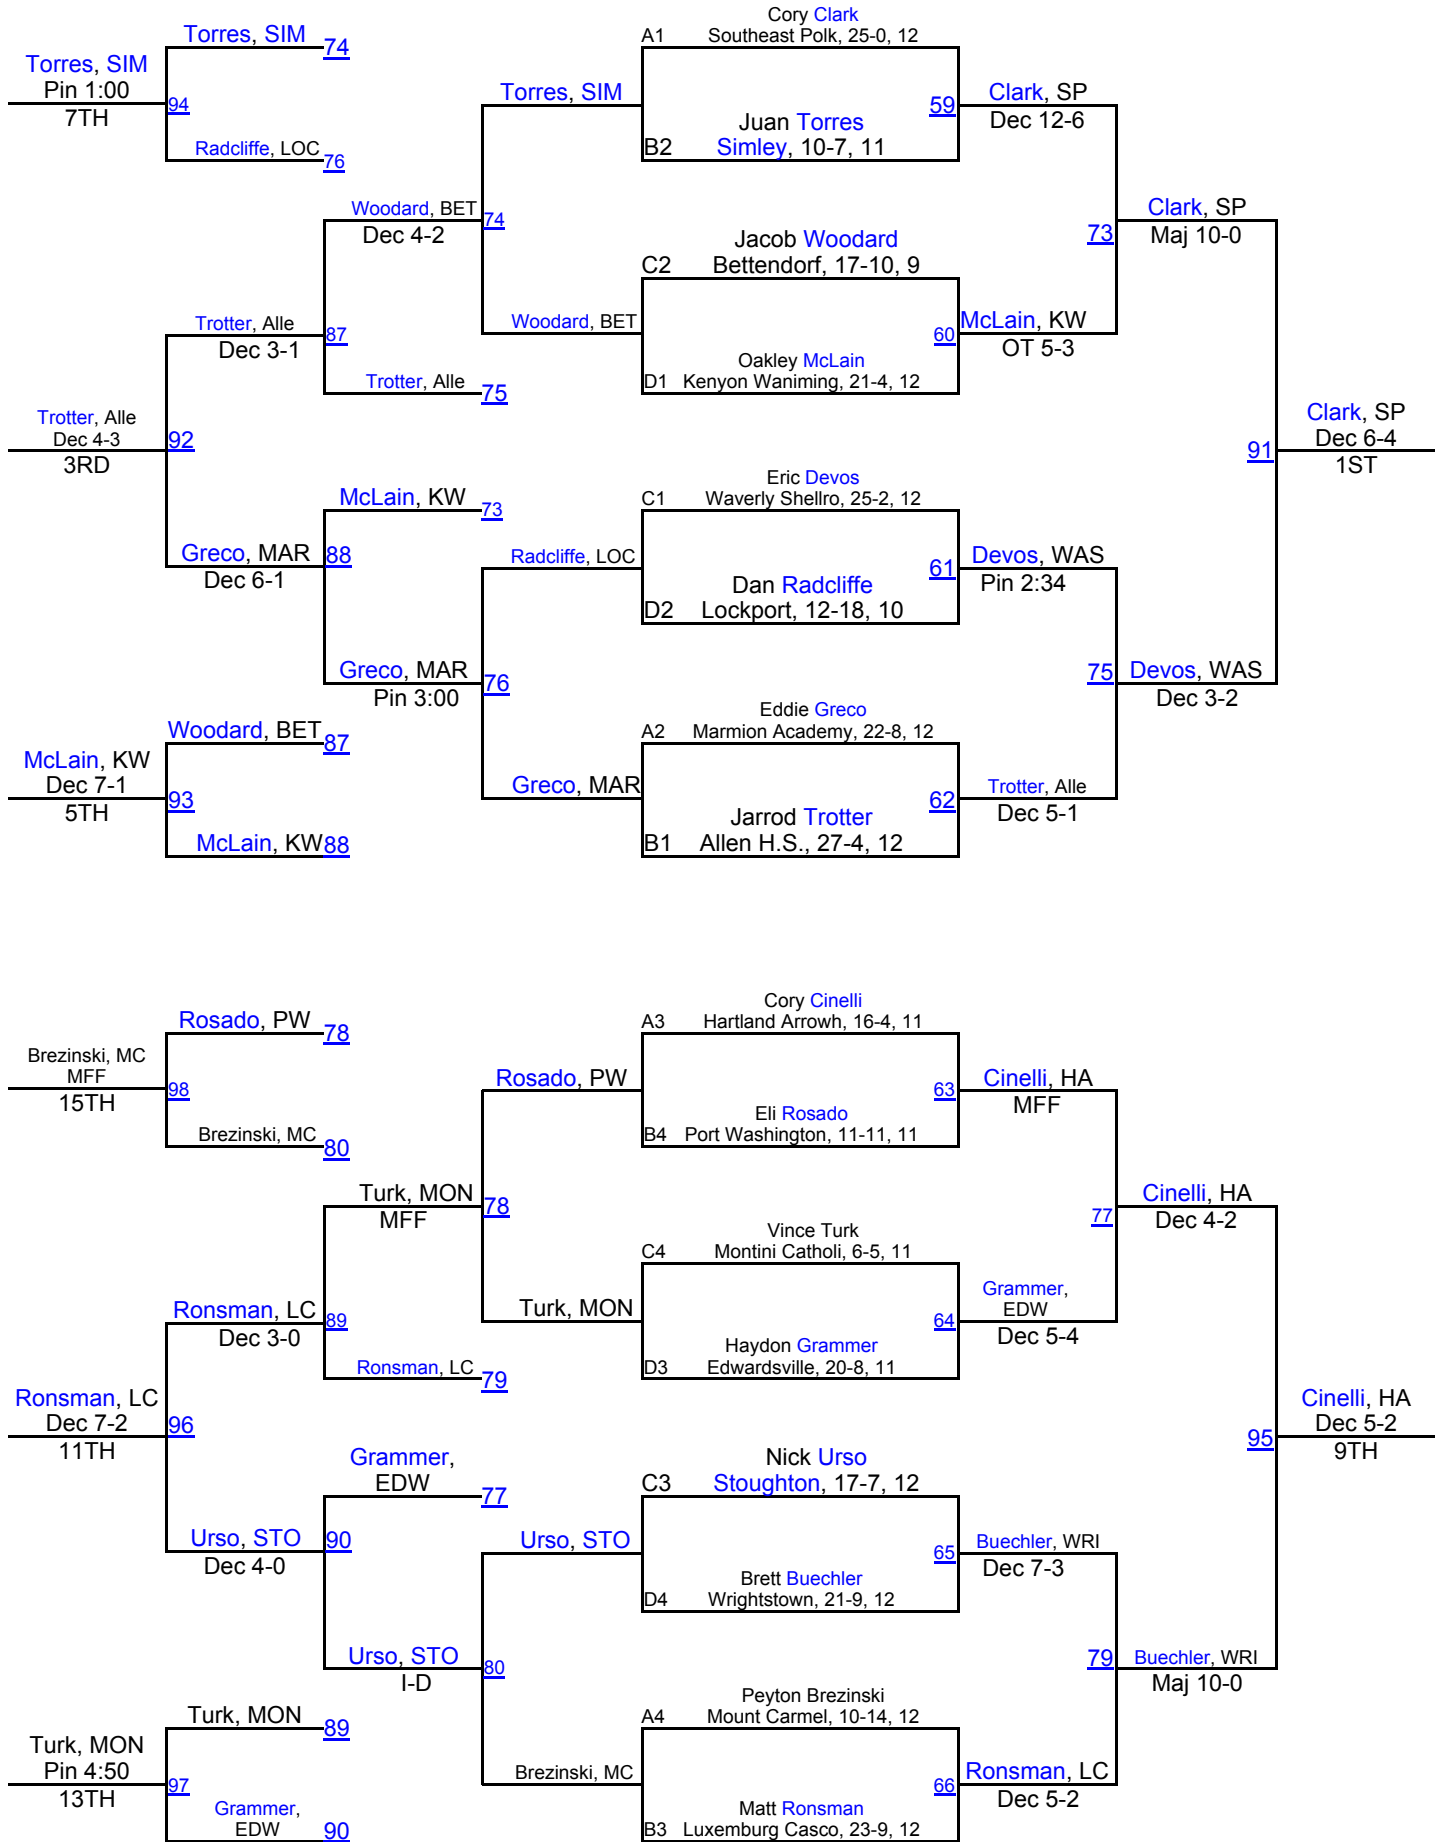 Cory Clark
Torres, SIM
74
A1
Southeast Polk, 25-0, 12
Torres, SIM
Pin 1:00
7TH
94
Torres, SIM
59
Clark, SP
Dec 12-6
Juan Torres
B2
Simley, 10-7, 11
Radcliffe, LOC
76
Woodard, BET
Dec 4-2
74
Clark, SP
Maj 10-0
73
Jacob Woodard
C2
Bettendorf, 17-10, 9
Trotter, Alle
Dec 3-1
87
Woodard, BET
60
McLain, KW
OT 5-3
Oakley McLain
D1
Kenyon Waniming, 21-4, 12
Trotter, Alle
75
Trotter, Alle
Dec 4-3
3RD
92
91
Clark, SP
Dec 6-4
1ST
Eric Devos
C1
Waverly Shellro, 25-2, 12
McLain, KW
73
Greco, MAR
Dec 6-1
88
Radcliffe, LOC
61
Devos, WAS
Pin 2:34
Dan Radcliffe
D2
Lockport, 12-18, 10
Greco, MAR
Pin 3:00
76
75
Devos, WAS
Dec 3-2
Eddie Greco
A2
Marmion Academy, 22-8, 12
Woodard, BET
87
McLain, KW
Dec 7-1
5TH
93
Greco, MAR
62
Trotter, Alle
Dec 5-1
Jarrod Trotter
B1
Allen H.S., 27-4, 12
McLain, KW
88
Cory Cinelli
A3
Hartland Arrowh, 16-4, 11
Rosado, PW
78
Brezinski, MC
MFF
15TH
98
Rosado, PW
63
Cinelli, HA
MFF
Eli Rosado
B4
Port Washington, 11-11, 11
Brezinski, MC
80
Turk, MON
MFF
78
77
Cinelli, HA
Dec 4-2
Vince Turk
C4
Montini Catholi, 6-5, 11
Ronsman, LC
Dec 3-0
89
Turk, MON
64
Grammer,
EDW
Dec 5-4
Haydon Grammer
D3
Edwardsville, 20-8, 11
Ronsman, LC
79
Ronsman, LC
Dec 7-2
11TH
96
95
Cinelli, HA
Dec 5-2
9TH
Grammer,
EDW
77
Nick Urso
C3
Stoughton, 17-7, 12
Urso, STO
Dec 4-0
90
Urso, STO
65
Buechler, WRI
Dec 7-3
Brett Buechler
D4
Wrightstown, 21-9, 12
Urso, STO
I-D
80
79
Buechler, WRI
Maj 10-0
Peyton Brezinski
A4
Mount Carmel, 10-14, 12
Turk, MON
89
Turk, MON
Pin 4:50
13TH
97
Brezinski, MC
66
Ronsman, LC
Dec 5-2
Matt Ronsman
B3
Luxemburg Casco, 23-9, 12
Grammer,
EDW
90